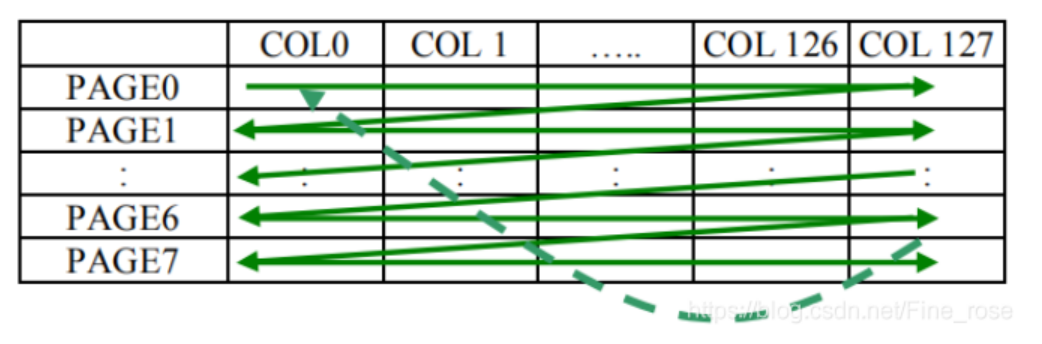 COL0 COL 1 ..... COL 126 COL 127
PAGE0
PAGE1
: : : : : :
PAGE6
PAGE7
https://blog.csdn.net/Fine_rose